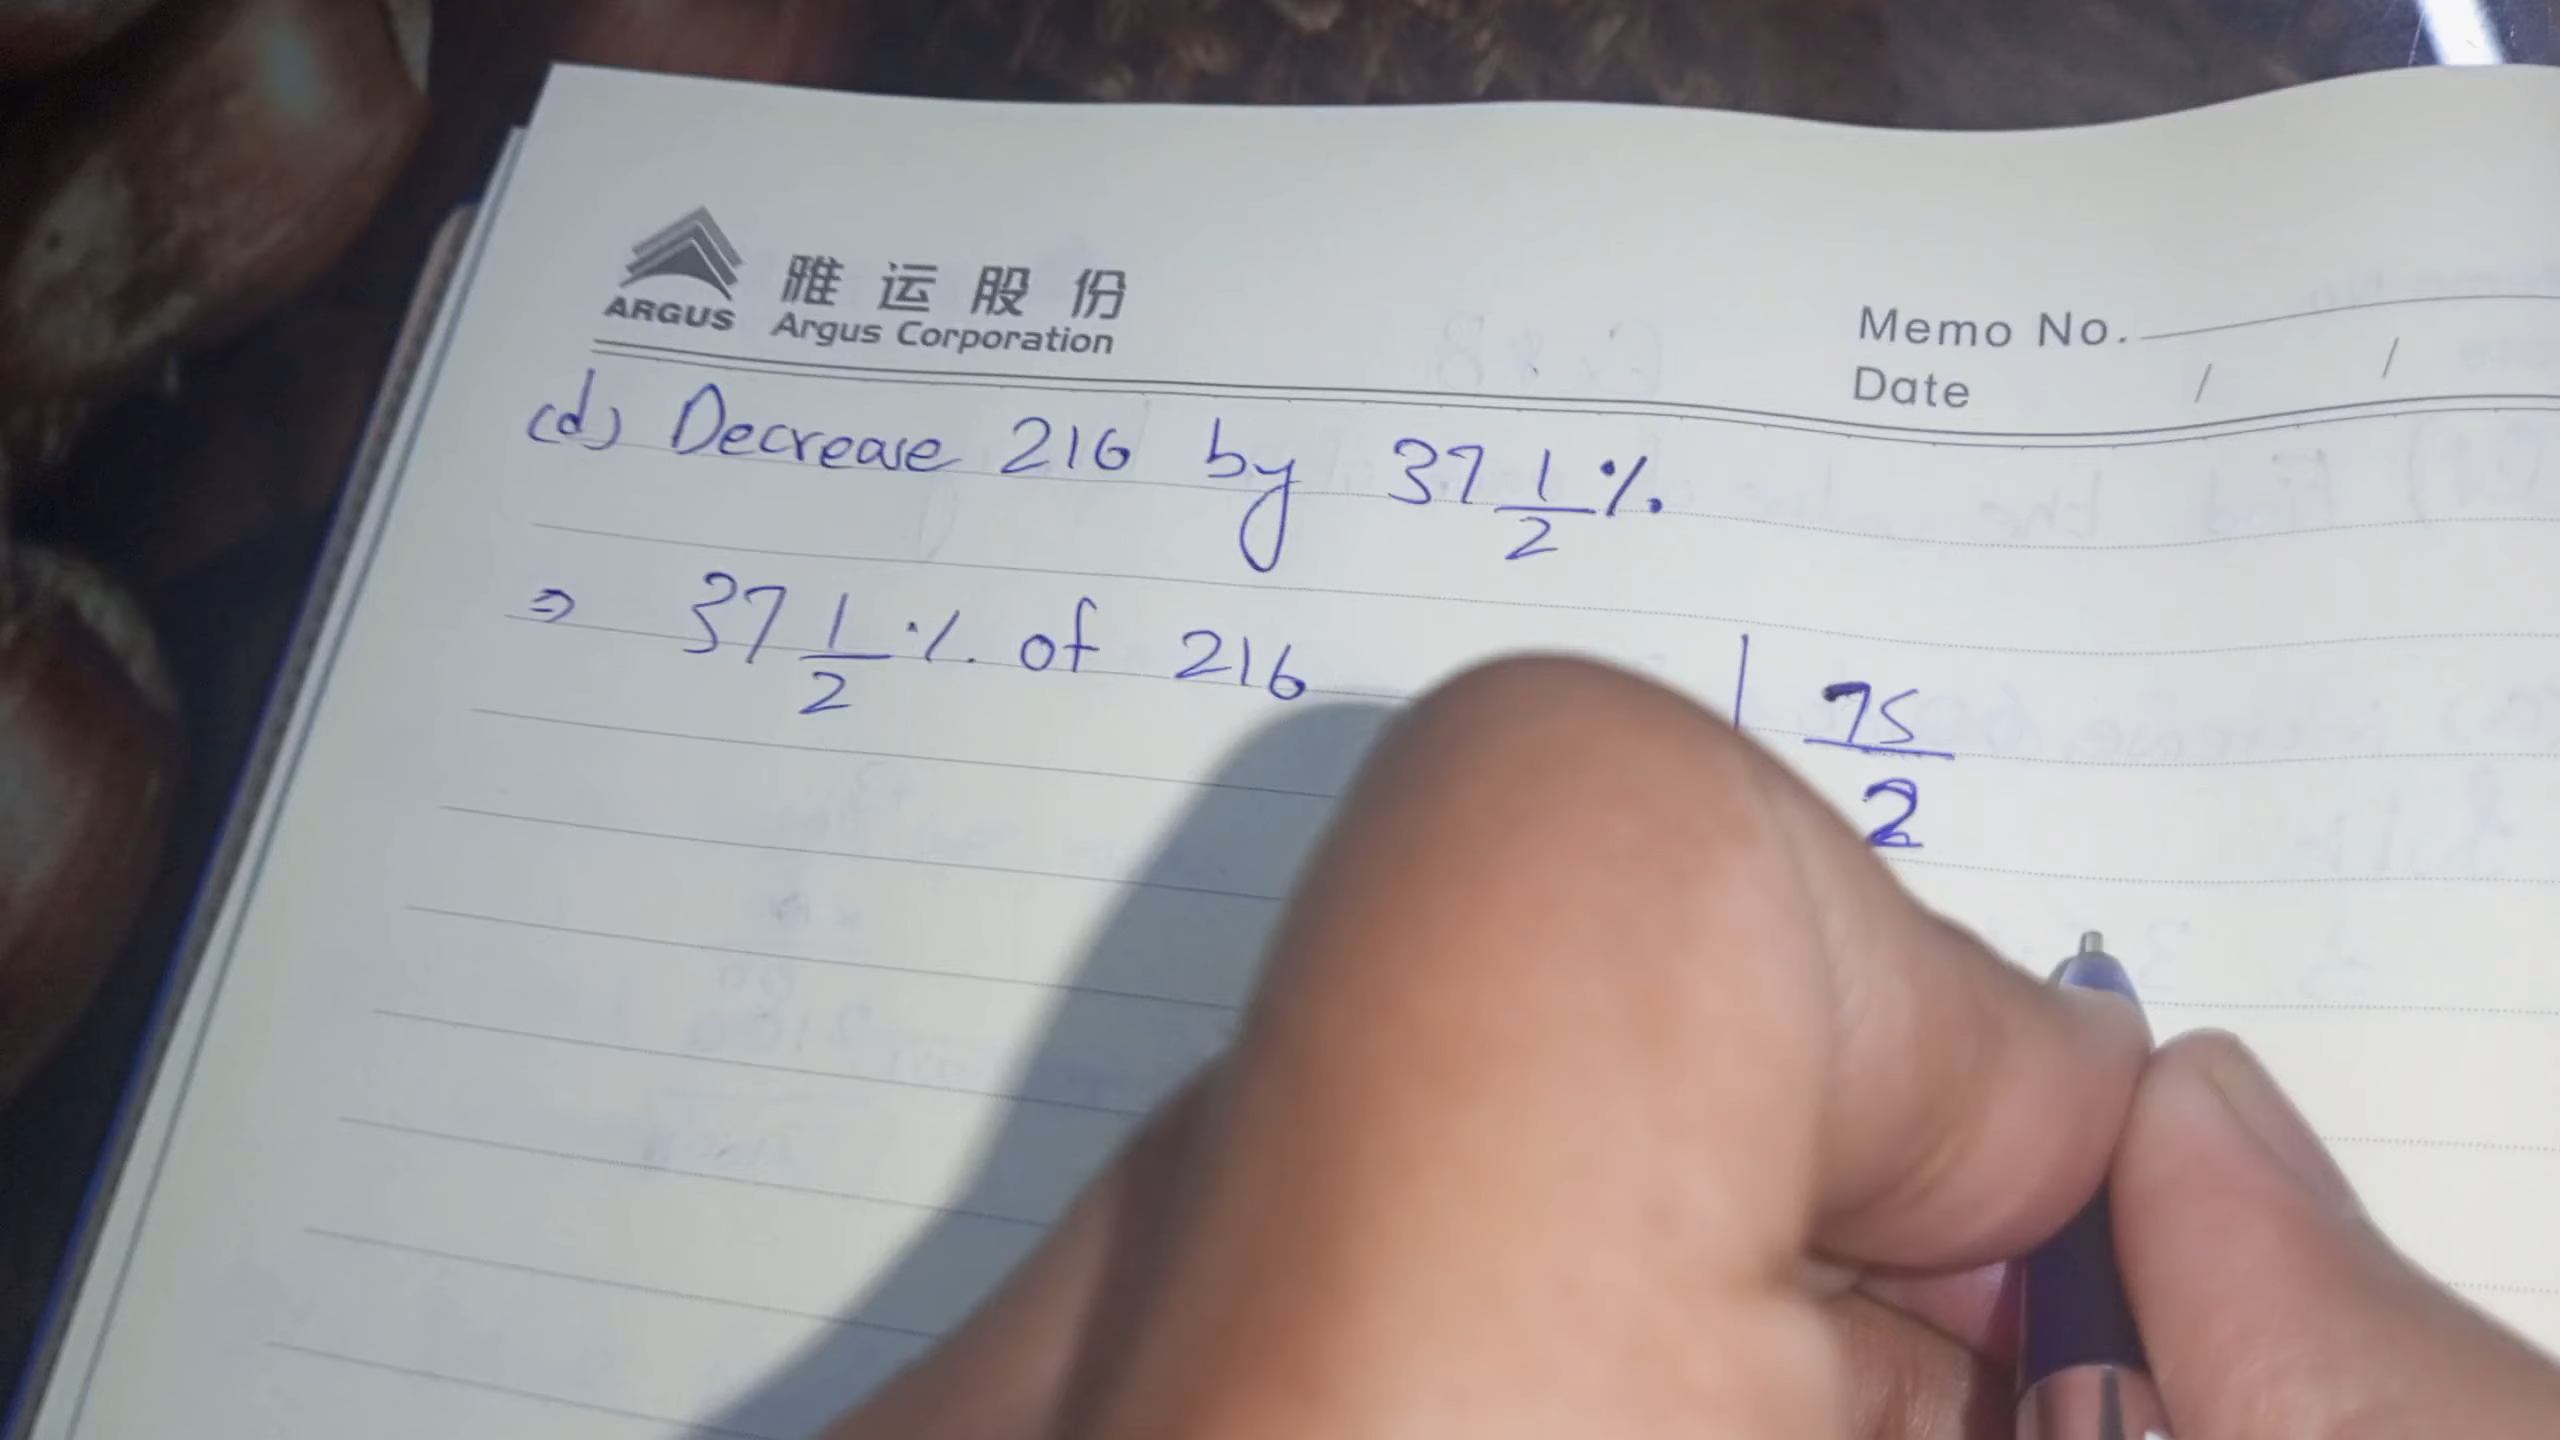 雅运股份
ARGUS Argus Corporation
Memo No.
Date / /
(d) Decrease 216 by 37 1/2 %.
⇒ 37 1/2 %. of 216
75
2